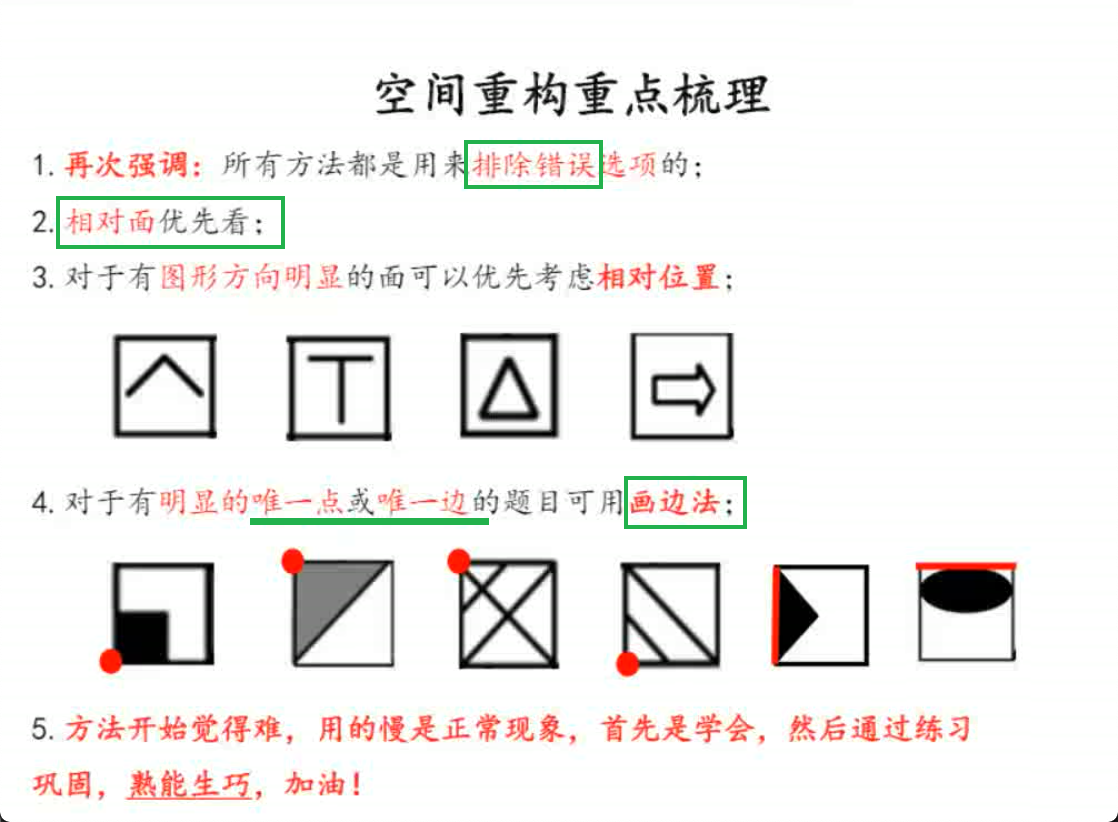 空间重构重点梳理
1. 再次强调：所有方法都是用来排除错误选项的；
2. 相对面优先看；
3. 对于有图形方向明显的面可以优先考虑相对位置；
4. 对于有明显的唯一点或唯一边的题目可用画边法；
5. 方法开始觉得难，用的慢是正常现象，首先是学会，然后通过练习
巩固，熟能生巧，加油！